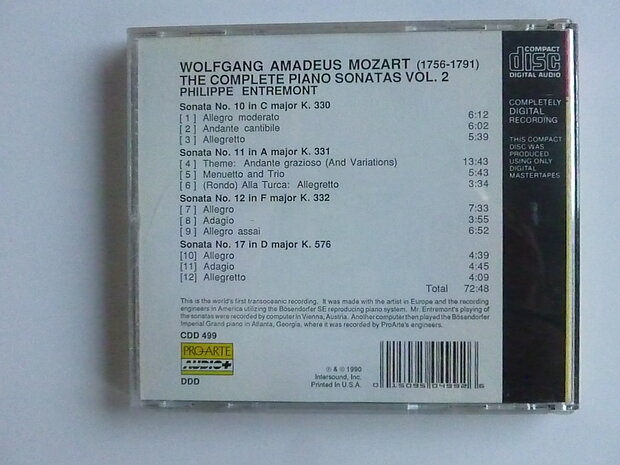 WOLFGANG AMADEUS MOZART (1756-1791)
THE COMPLETE PIANO SONATAS VOL. 2
PHILIPPE ENTREMONT
Sonata No. 10 in C major K. 330
[ 1 ] Allegro moderato 6:12
[ 2 ] Andante cantibile 6:02
[ 3 ] Allegretto 5:39
Sonata No. 11 in A major K. 331
[ 4 ] Theme: Andante grazioso (And Variations) 13:43
[ 5 ] Menuetto and Trio 5:43
[ 6 ] (Rondo) Alla Turca: Allegretto 3:34
Sonata No. 12 in F major K. 332
[ 7 ] Allegro 7:33
[ 8 ] Adagio 3:55
[ 9 ] Allegro assai 6:52
Sonata No. 17 in D major K. 576
[10] Allegro 4:39
[11] Adagio 4:45
[12] Allegretto 4:09
Total 72:48
This is the world's first transoceanic recording. It was made with the artist in Europe and the recording
engineers in America utilizing the Bösendorfer SE reproducing piano system. Mr. Entremont's playing of
the sonatas were recorded by computer in Vienna, Austria. Another computer then played the Bösendorfer
Imperial Grand piano in Atlanta, Georgia, where it was recorded by ProArte's engineers.
CDD 499
PRO ARTE
AUDIO+
DDD
℗ & © 1990
Intersound, Inc.
Printed In U.S.A.
0 15095 04992 6
COMPACT
disc
DIGITAL AUDIO
COMPLETELY
DIGITAL
RECORDING
THIS COMPACT
DISC WAS
PRODUCED
USING ONLY
DIGITAL
MASTERTAPES